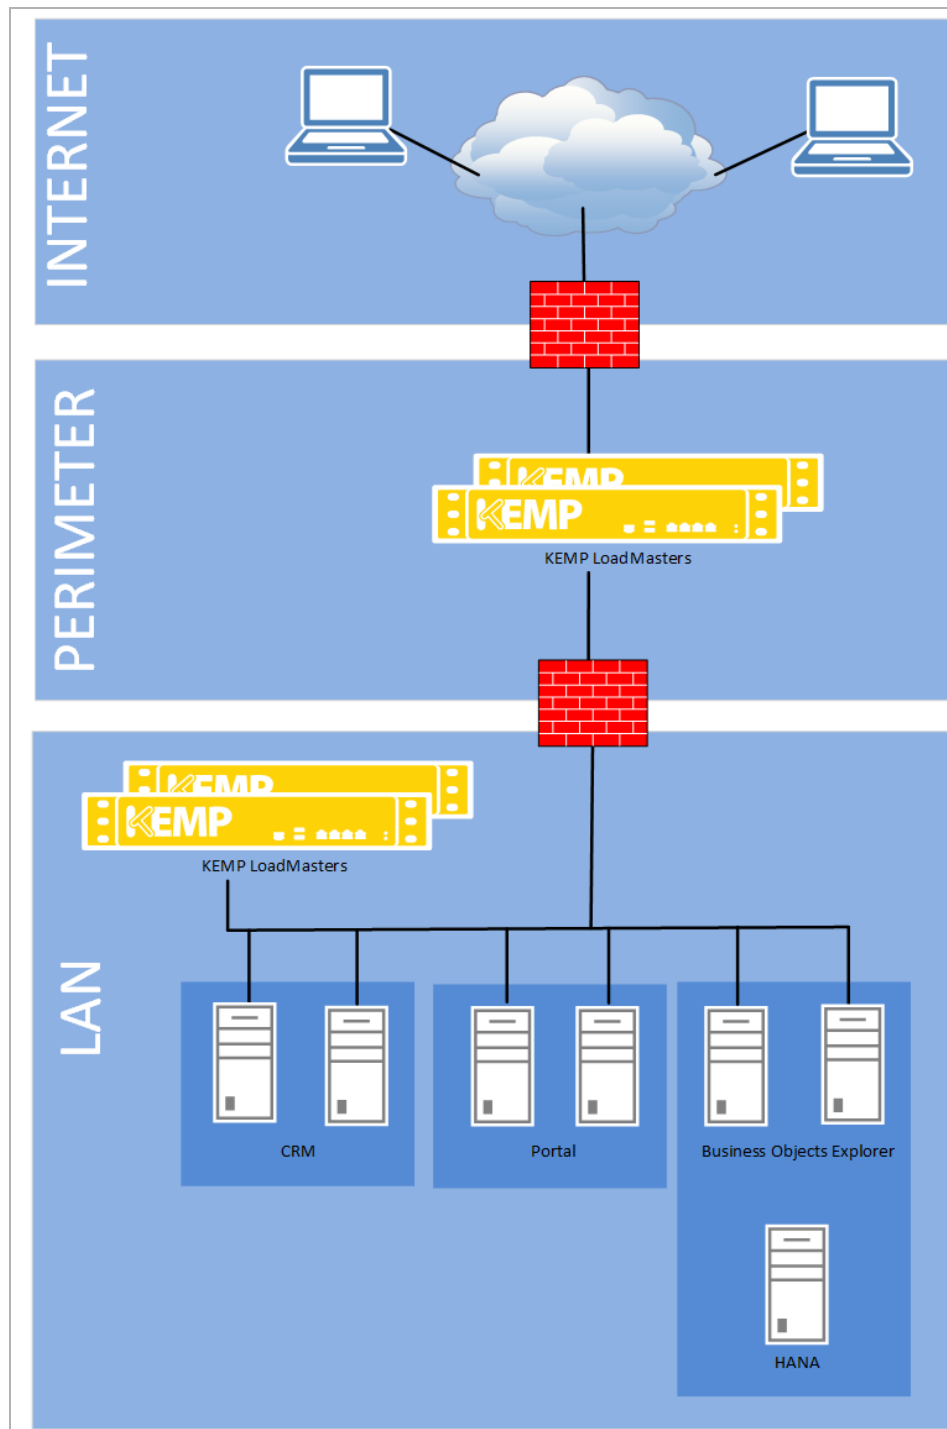 INTERNET
PERIMETER
KEMP
KEMP
KEMP LoadMasters
KEMP
KEMP
KEMP LoadMasters
LAN
CRM
Portal
Business Objects Explorer
HANA